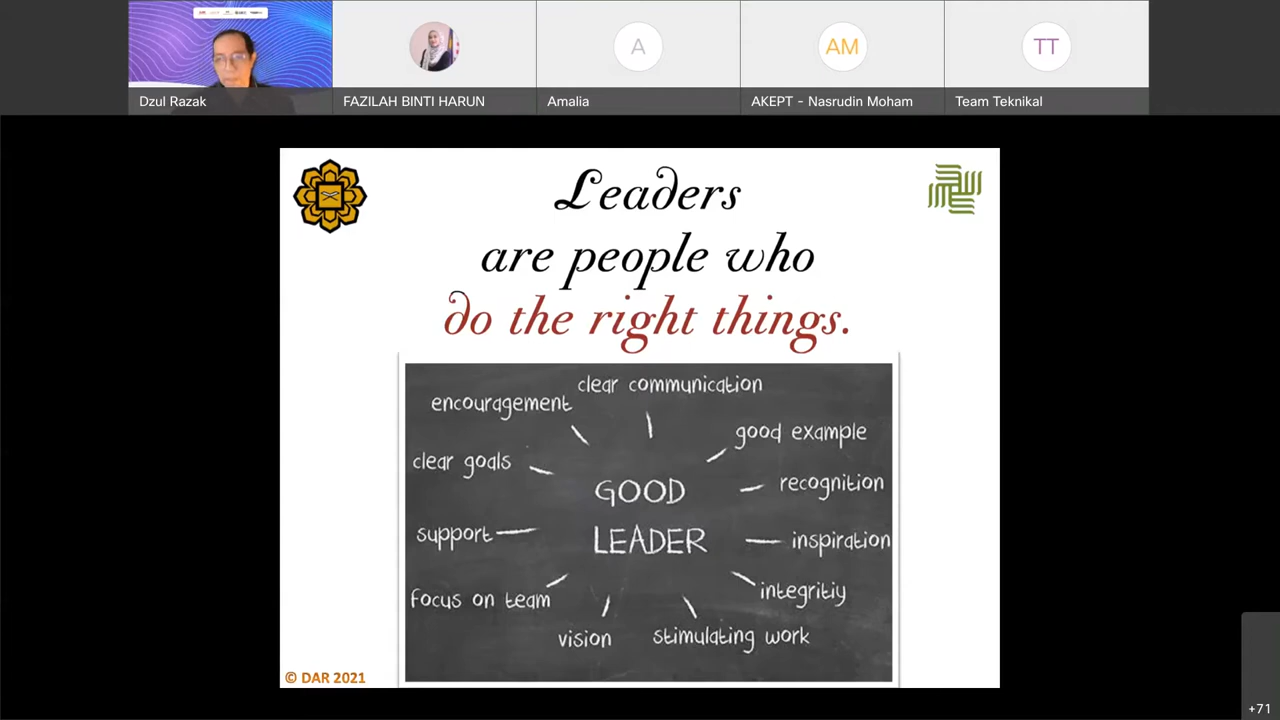 Dzul Razak
FAZILAH BINTI HARUN
A
Amalia
AM
AKEPT - Nasrudin Moham
TT
Team Teknikal
Leaders
are people who
do the right things.
clear communication
encouragement
good example
clear goals
recognition
GOOD
LEADER
support
inspiration
focus on team
integritiy
vision
stimulating work
© DAR 2021
+71